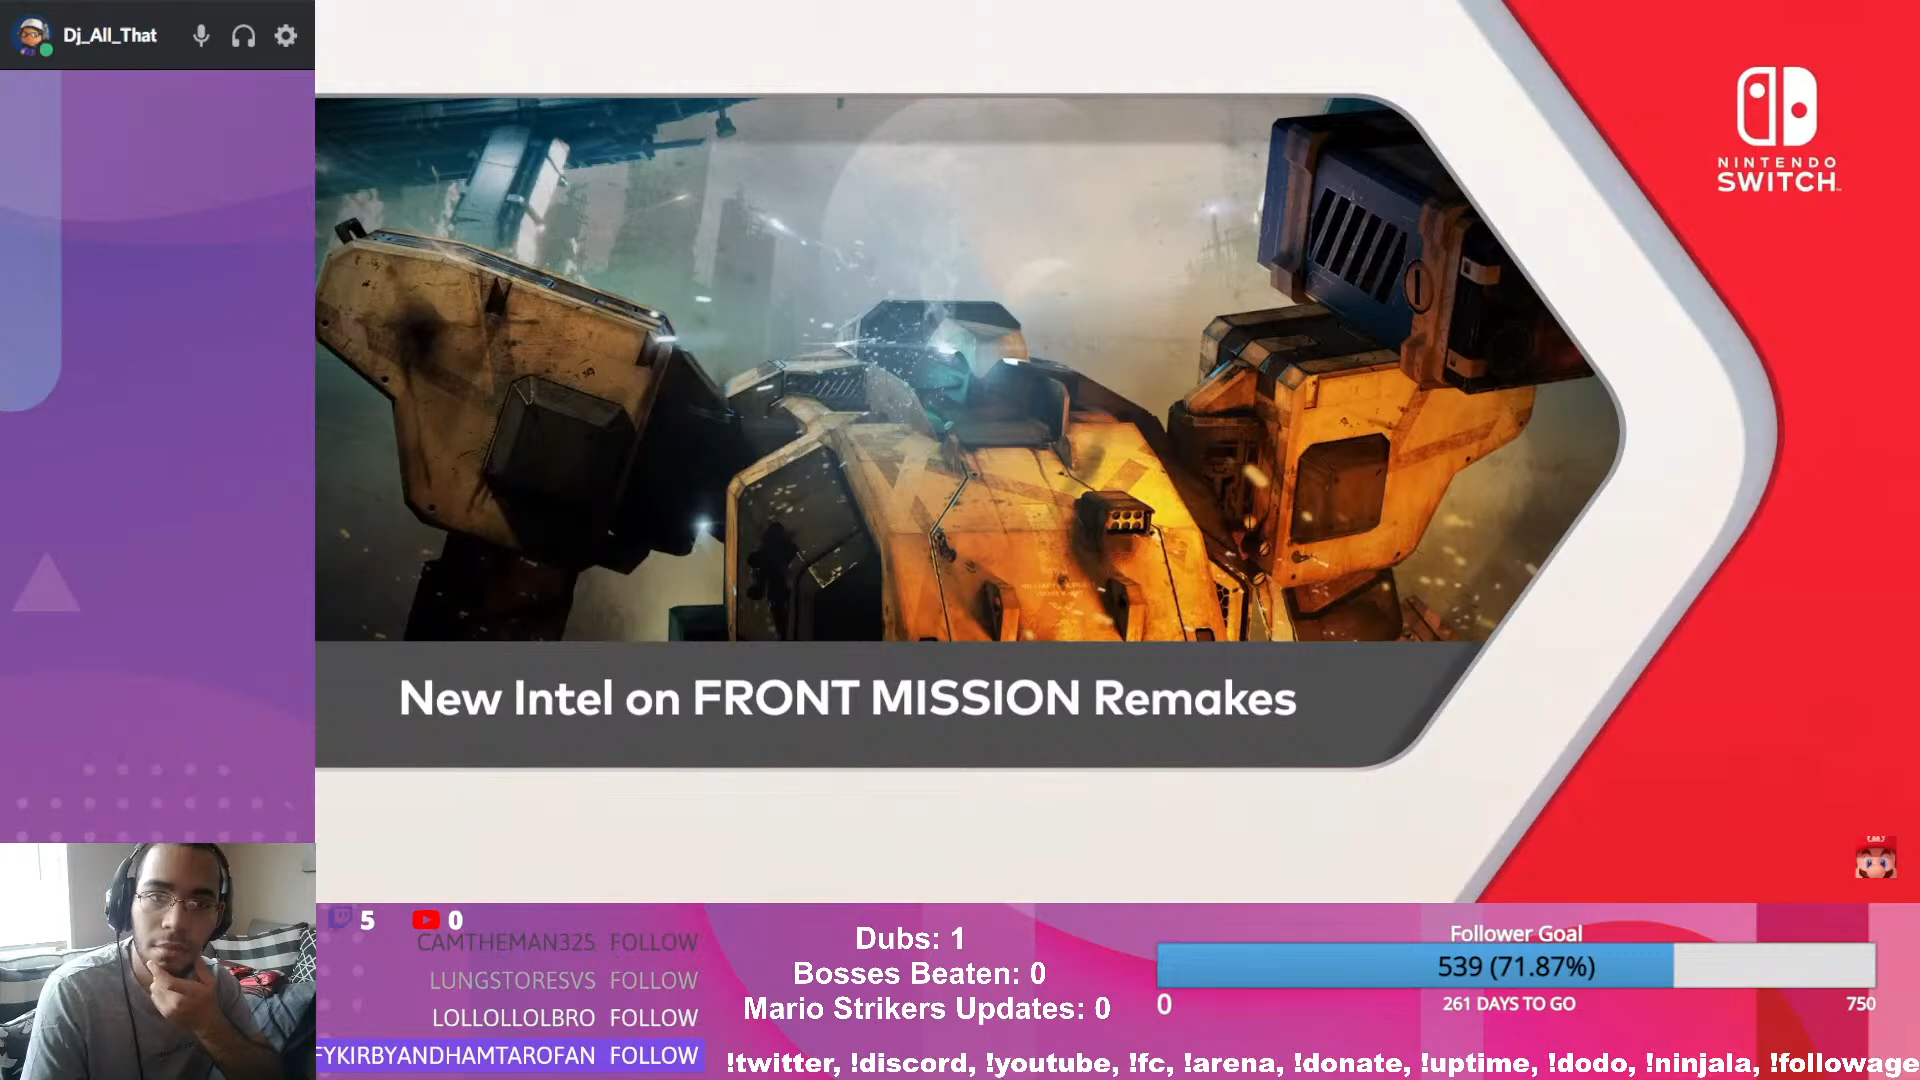 Dj_All_That
NINTENDO
SWITCH
New Intel on FRONT MISSION Remakes
5
0
CAMTHEMAN325 FOLLOW
LUNGSTORESVS FOLLOW
LOLLOLLOLBRO FOLLOW
FYKIRBYANDHAMTAROFAN FOLLOW
Dubs: 1
Bosses Beaten: 0
Mario Strikers Updates: 0
Follower Goal
539 (71.87%)
0
261 DAYS TO GO
750
!twitter, !discord, !youtube, !fc, !arena, !donate, !uptime, !dodo, !ninjala, !followage